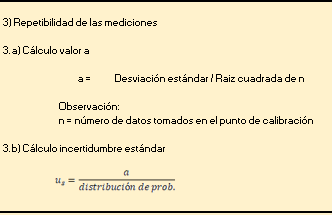 3) Repetibilidad de las mediciones
3.a) Cálculo valor a
a = Desviación estándar / Raiz cuadrada de n
Observación:
n = número de datos tomados en el punto de calibración
3.b) Cálculo incertidumbre estándar
u_s = a / distribución de prob.